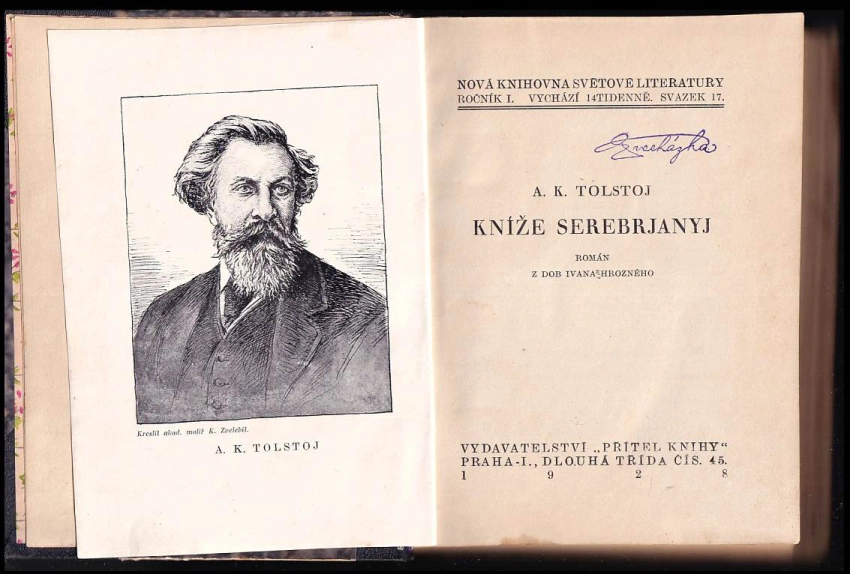 Kreslil akad. malíř K. Zvelebil.
A. K. TOLSTOJ
NOVÁ KNIHOVNA SVĚTOVÉ LITERATURY
ROČNÍK I. VYCHÁZÍ 14TIDENNĚ. SVAZEK 17.
A. K. TOLSTOJ
KNÍŽE SEREBRJANYJ
ROMÁN
Z DOB IVANA HROZNÉHO
VYDAVATELSTVÍ „PŘÍTEL KNIHY“
PRAHA-I., DLOUHÁ TŘÍDA ČÍS. 45.
1 9 2 8